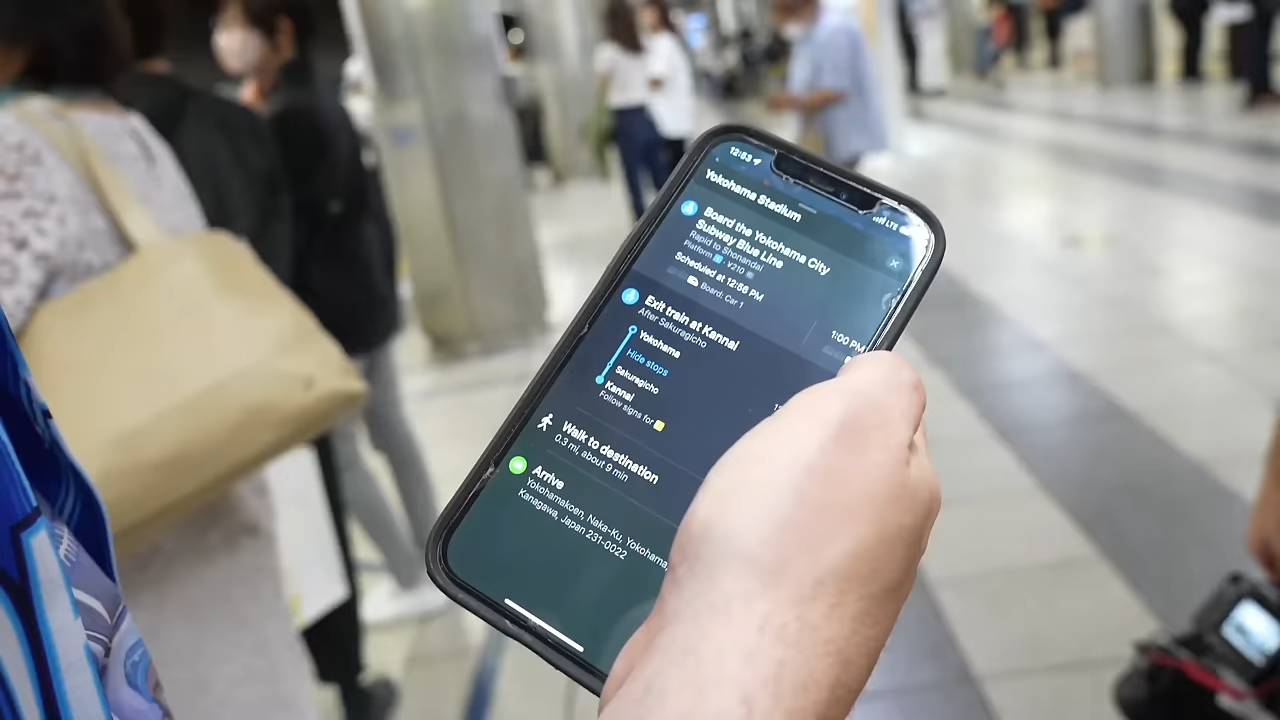 12:53
LTE
Yokohama Stadium
Board the Yokohama City
Subway Blue Line
Rapid to Shonandai
Platform · ¥210
Scheduled at 12:56 PM
Board: Car 1
1:00 PM
Exit train at Kannai
After Sakuragicho
Yokohama
Hide stops
Sakuragicho
Kannai
Follow signs for
Walk to destination
0.3 mi, about 9 min
Arrive
Yokohamakoen, Naka-Ku, Yokohama,
Kanagawa, Japan 231-0022